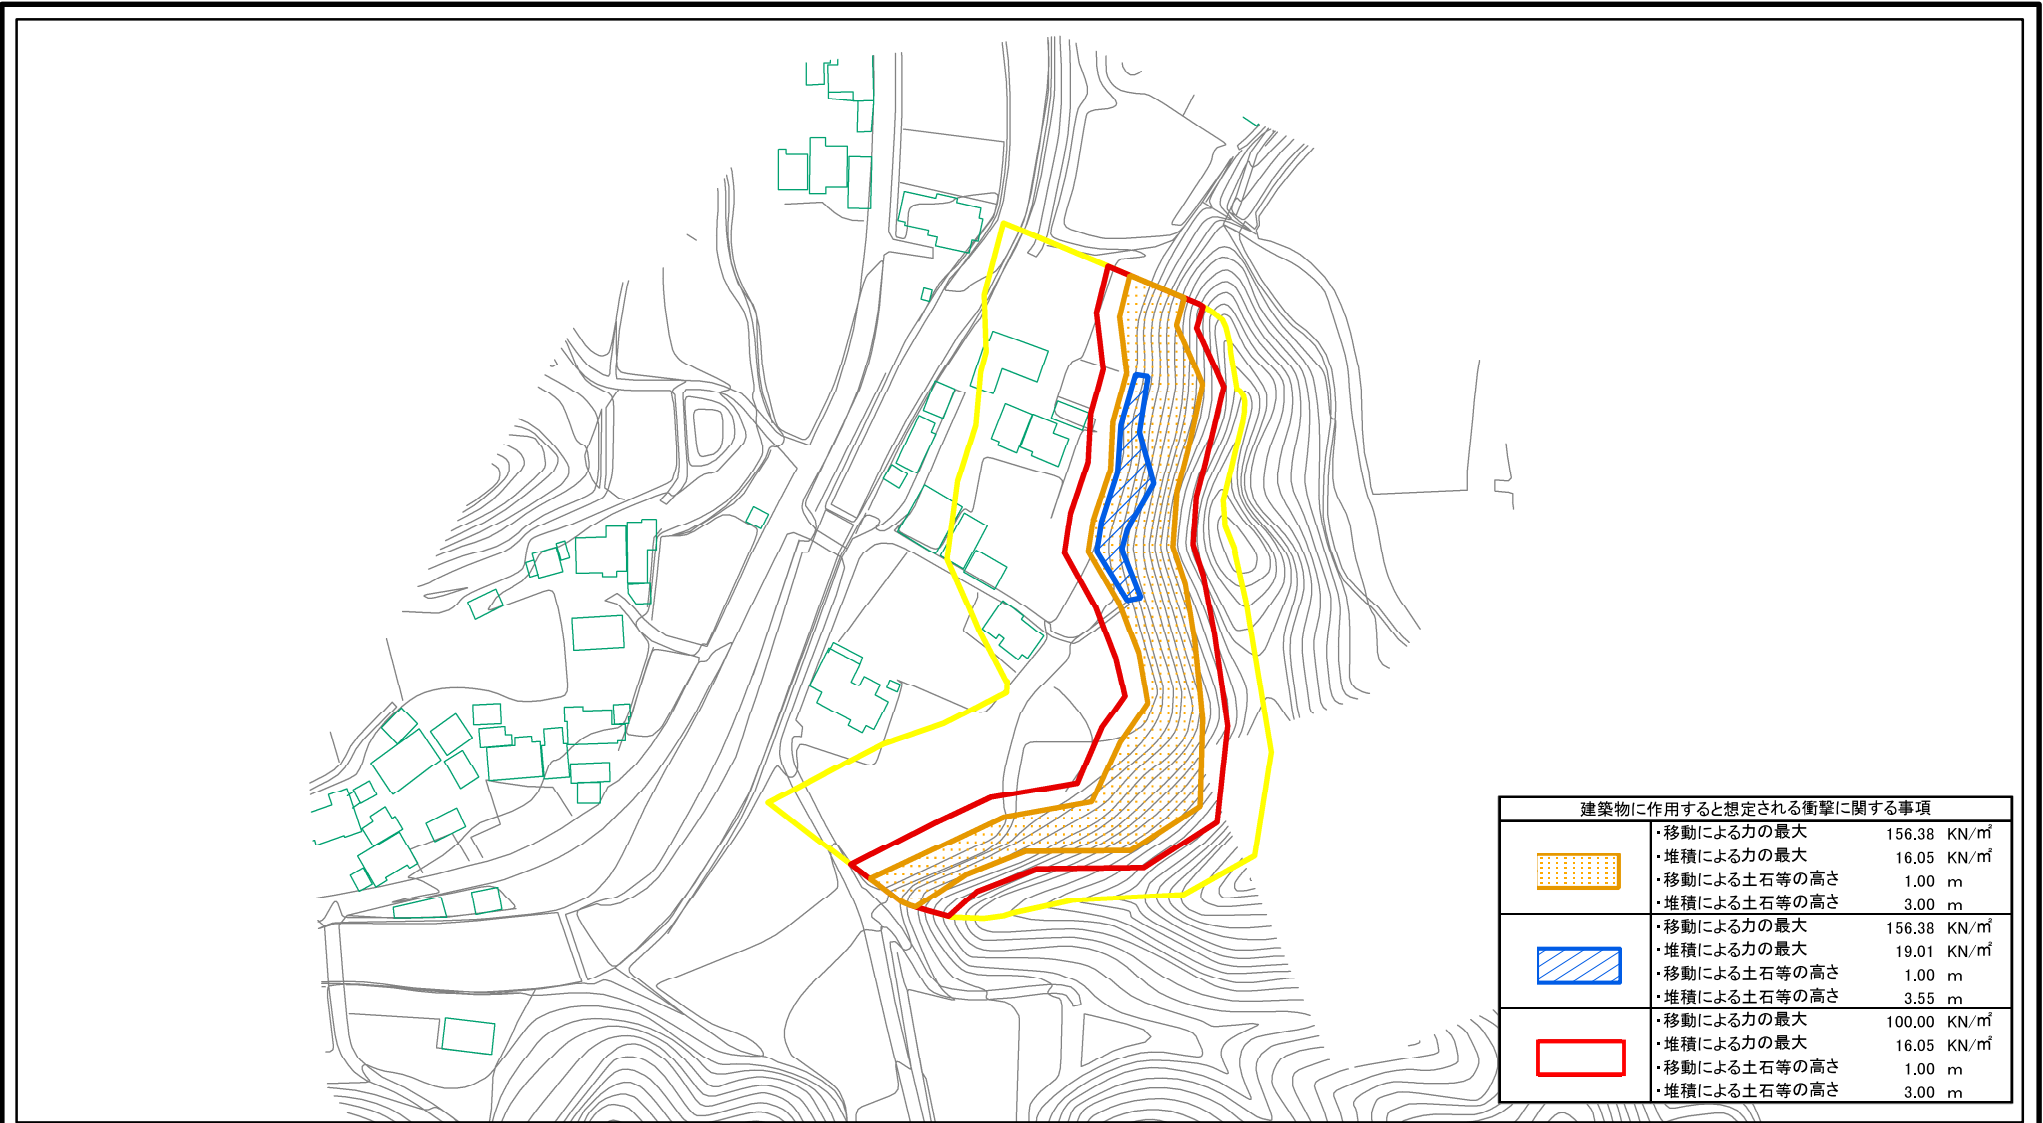 建築物に作用すると想定される衝撃に関する事項
・移動による力の最大 156.38 KN/㎡
・堆積による力の最大 16.05 KN/㎡
・移動による土石等の高さ 1.00 m
・堆積による土石等の高さ 3.00 m
・移動による力の最大 156.38 KN/㎡
・堆積による力の最大 19.01 KN/㎡
・移動による土石等の高さ 1.00 m
・堆積による土石等の高さ 3.55 m
・移動による力の最大 100.00 KN/㎡
・堆積による力の最大 16.05 KN/㎡
・移動による土石等の高さ 1.00 m
・堆積による土石等の高さ 3.00 m